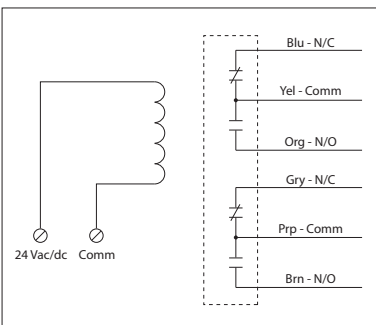 Blu - N/C
Yel - Comm
Org - N/O
Gry - N/C
Prp - Comm
Brn - N/O
24 Vac/dc Comm